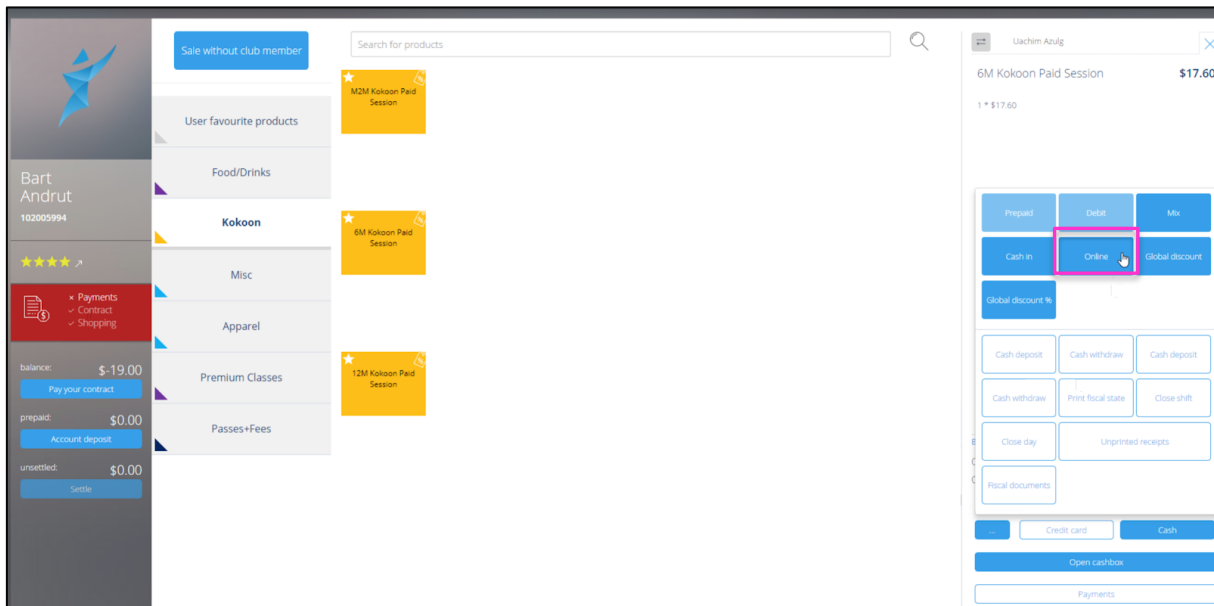 Bart
Andrut
102005994
× Payments
✓ Contract
✓ Shopping
balance: $-19.00
Pay your contract
prepaid: $0.00
Account deposit
unsettled: $0.00
Settle
Sale without club member
User favourite products
Food/Drinks
Kokoon
Misc
Apparel
Premium Classes
Passes+Fees
Search for products
M2M Kokoon Paid
Session
6M Kokoon Paid
Session
12M Kokoon Paid
Session
Uachim Azulg
6M Kokoon Paid Session $17.60
1 * $17.60
Prepaid Debit Mix
Cash in Online Global discount
Global discount %
Cash deposit Cash withdraw Cash deposit
Cash withdraw Print fiscal state Close shift
Close day Unprinted receipts
Fiscal documents
... Credit card Cash
Open cashbox
Payments